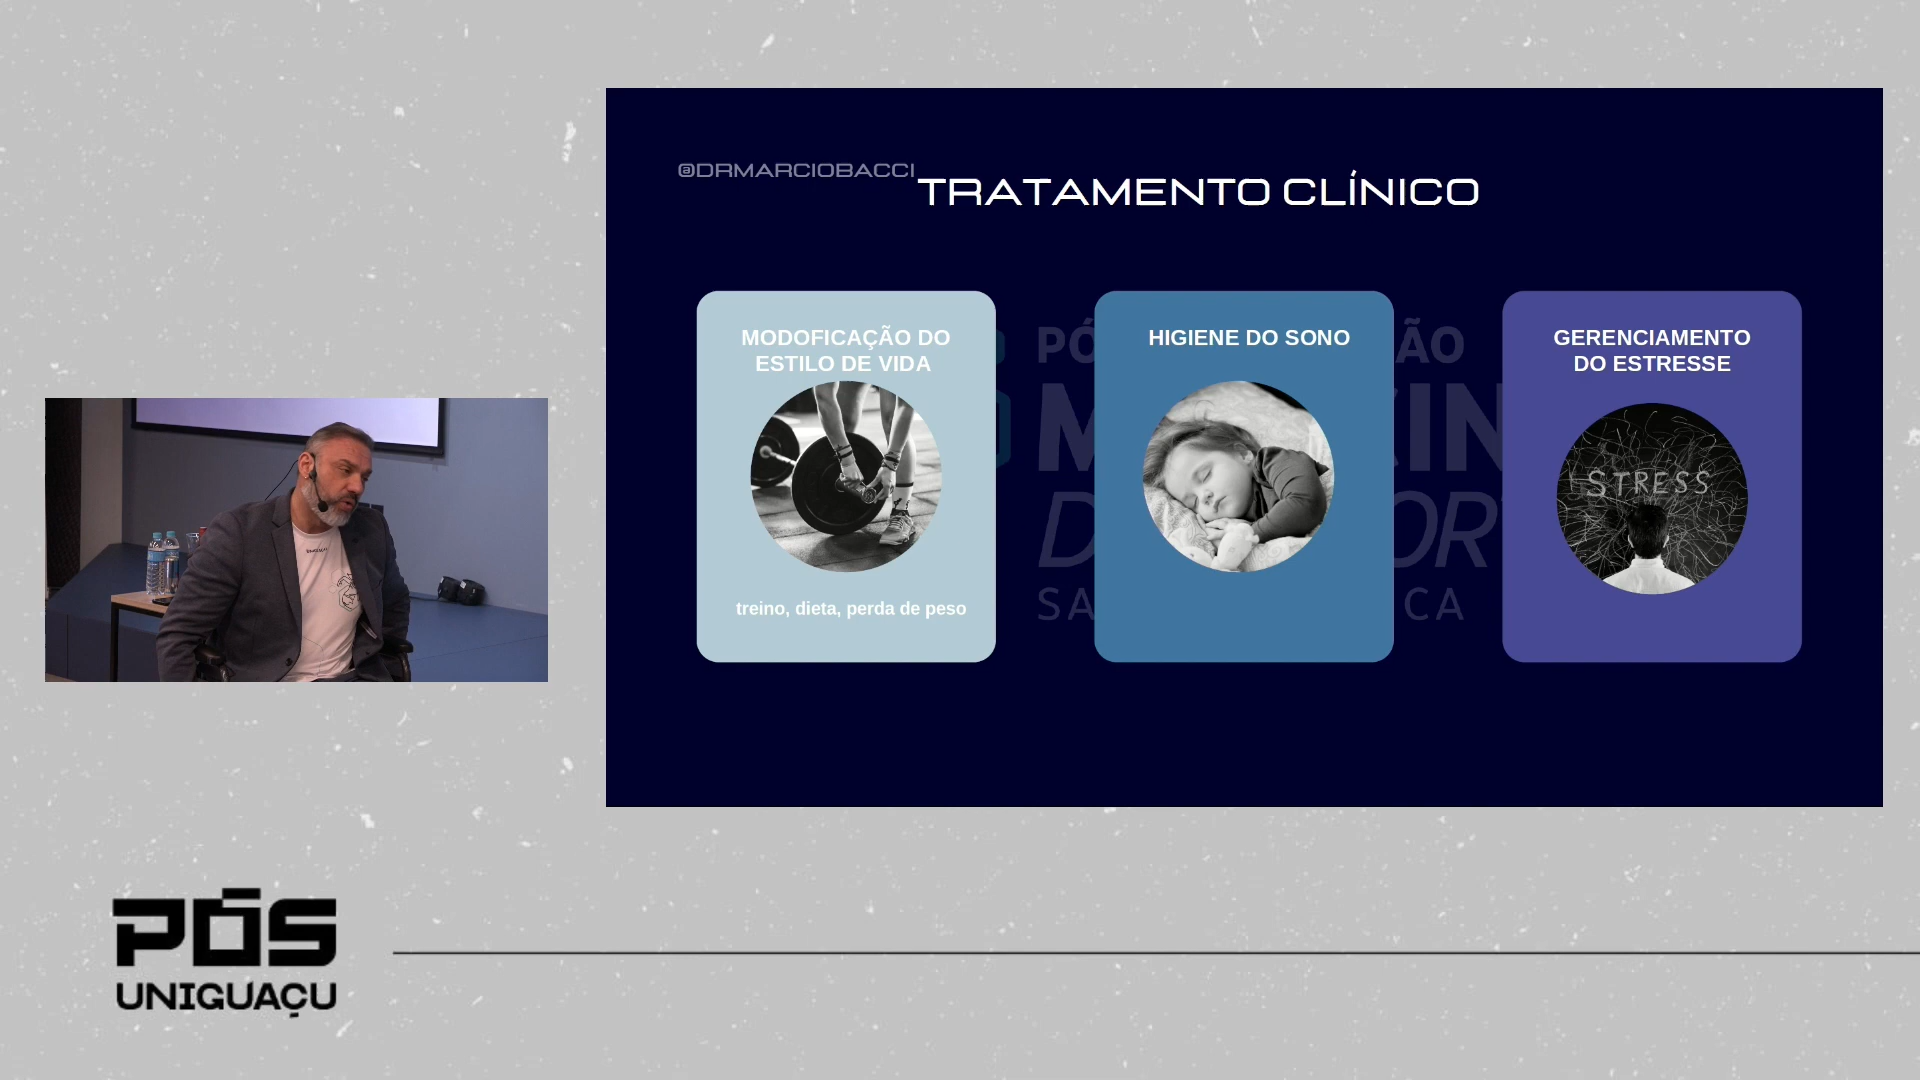 @DRMARCIOBACCI
TRATAMENTO CLÍNICO
MODOFICAÇÃO DO
ESTILO DE VIDA
treino, dieta, perda de peso
HIGIENE DO SONO
GERENCIAMENTO
DO ESTRESSE
STRESS
PÓS
UNIGUAÇU